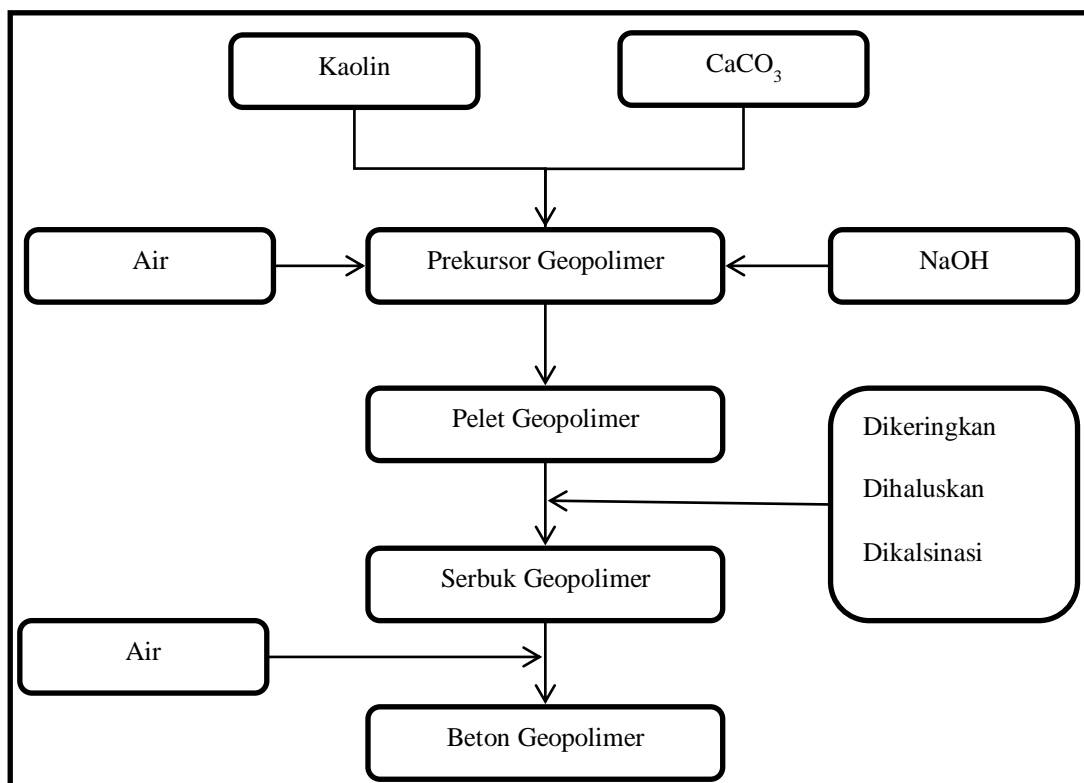 Kaolin
CaCO₃
Air
Prekursor Geopolimer
NaOH
Pelet Geopolimer
Dikeringkan
Dihaluskan
Dikalsinasi
Serbuk Geopolimer
Air
Beton Geopolimer